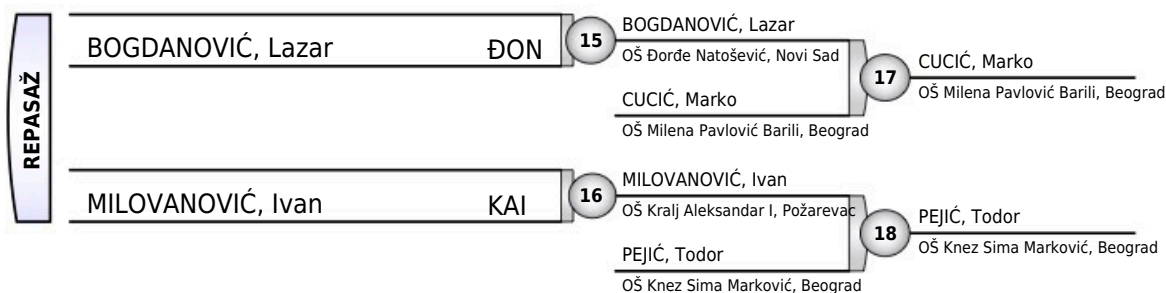 REPASAŽ
BOGDANOVIĆ, Lazar ĐON
15
BOGDANOVIĆ, Lazar
OŠ Đorđe Natošević, Novi Sad
CUCIĆ, Marko
OŠ Milena Pavlović Barili, Beograd
17
CUCIĆ, Marko
OŠ Milena Pavlović Barili, Beograd
MILOVANOVIĆ, Ivan KAI
16
MILOVANOVIĆ, Ivan
OŠ Kralj Aleksandar I, Požarevac
PEJIĆ, Todor
OŠ Knez Sima Marković, Beograd
18
PEJIĆ, Todor
OŠ Knez Sima Marković, Beograd